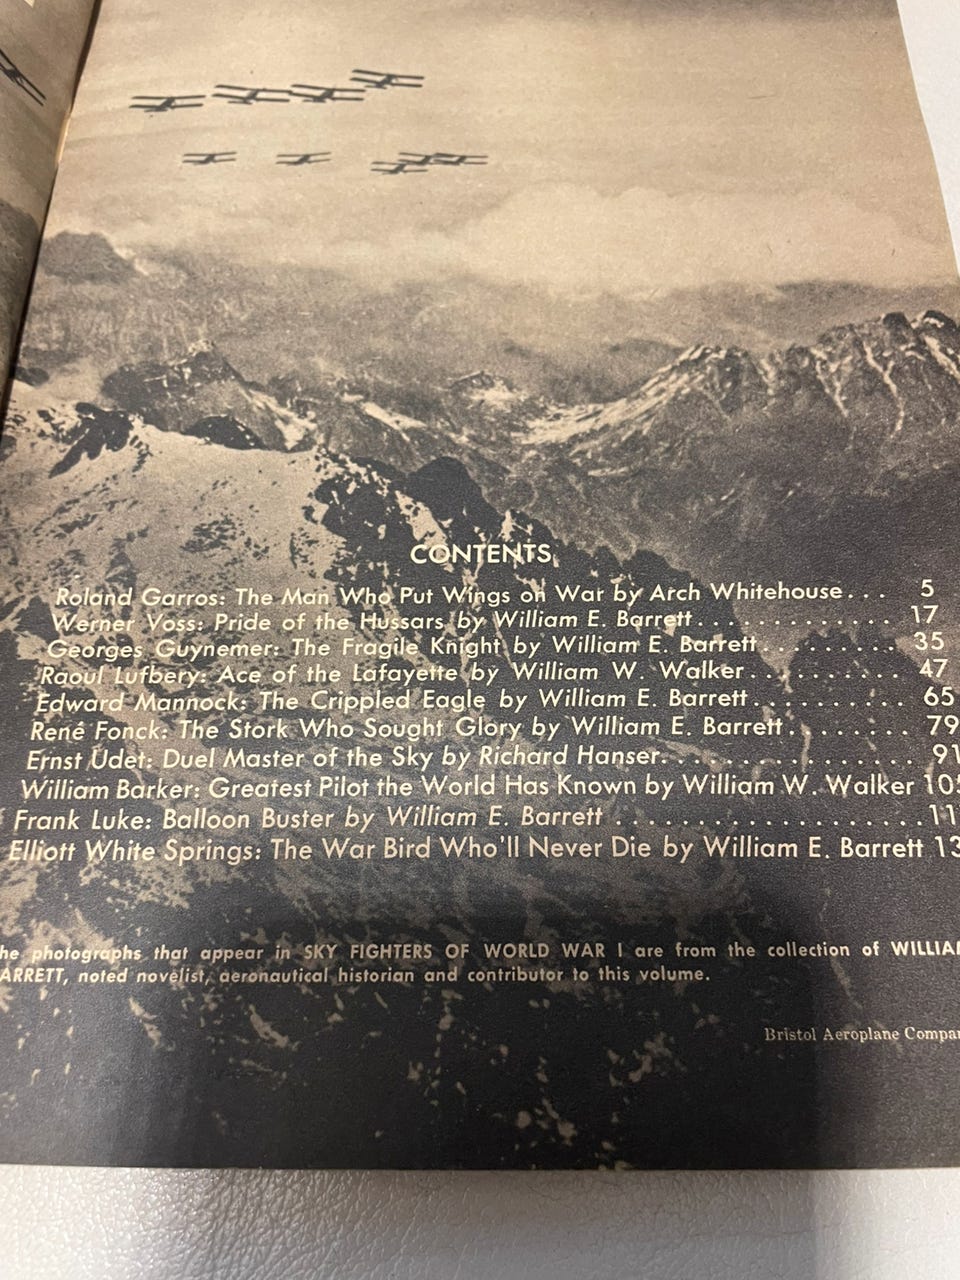 CONTENTS
Roland Garros: The Man Who Put Wings on War by Arch Whitehouse... 5
Werner Voss: Pride of the Hussars by William E. Barrett............. 17
Georges Guynemer: The Fragile Knight by William E. Barrett......... 35
Raoul Lufbery: Ace of the Lafayette by William W. Walker.......... 47
Edward Mannock: The Crippled Eagle by William E. Barrett.......... 65
René Fonck: The Stork Who Sought Glory by William E. Barrett........ 79
Ernst Udet: Duel Master of the Sky by Richard Hanser................ 91
William Barker: Greatest Pilot the World Has Known by William W. Walker
Frank Luke: Balloon Buster by William E. Barrett ..................
Elliott White Springs: The War Bird Who'll Never Die by William E. Barrett
photographs that appear in SKY FIGHTERS OF WORLD WAR I are from the collection of
noted novelist, aeronautical historian and contributor to this volume.
Bristol Aeroplane